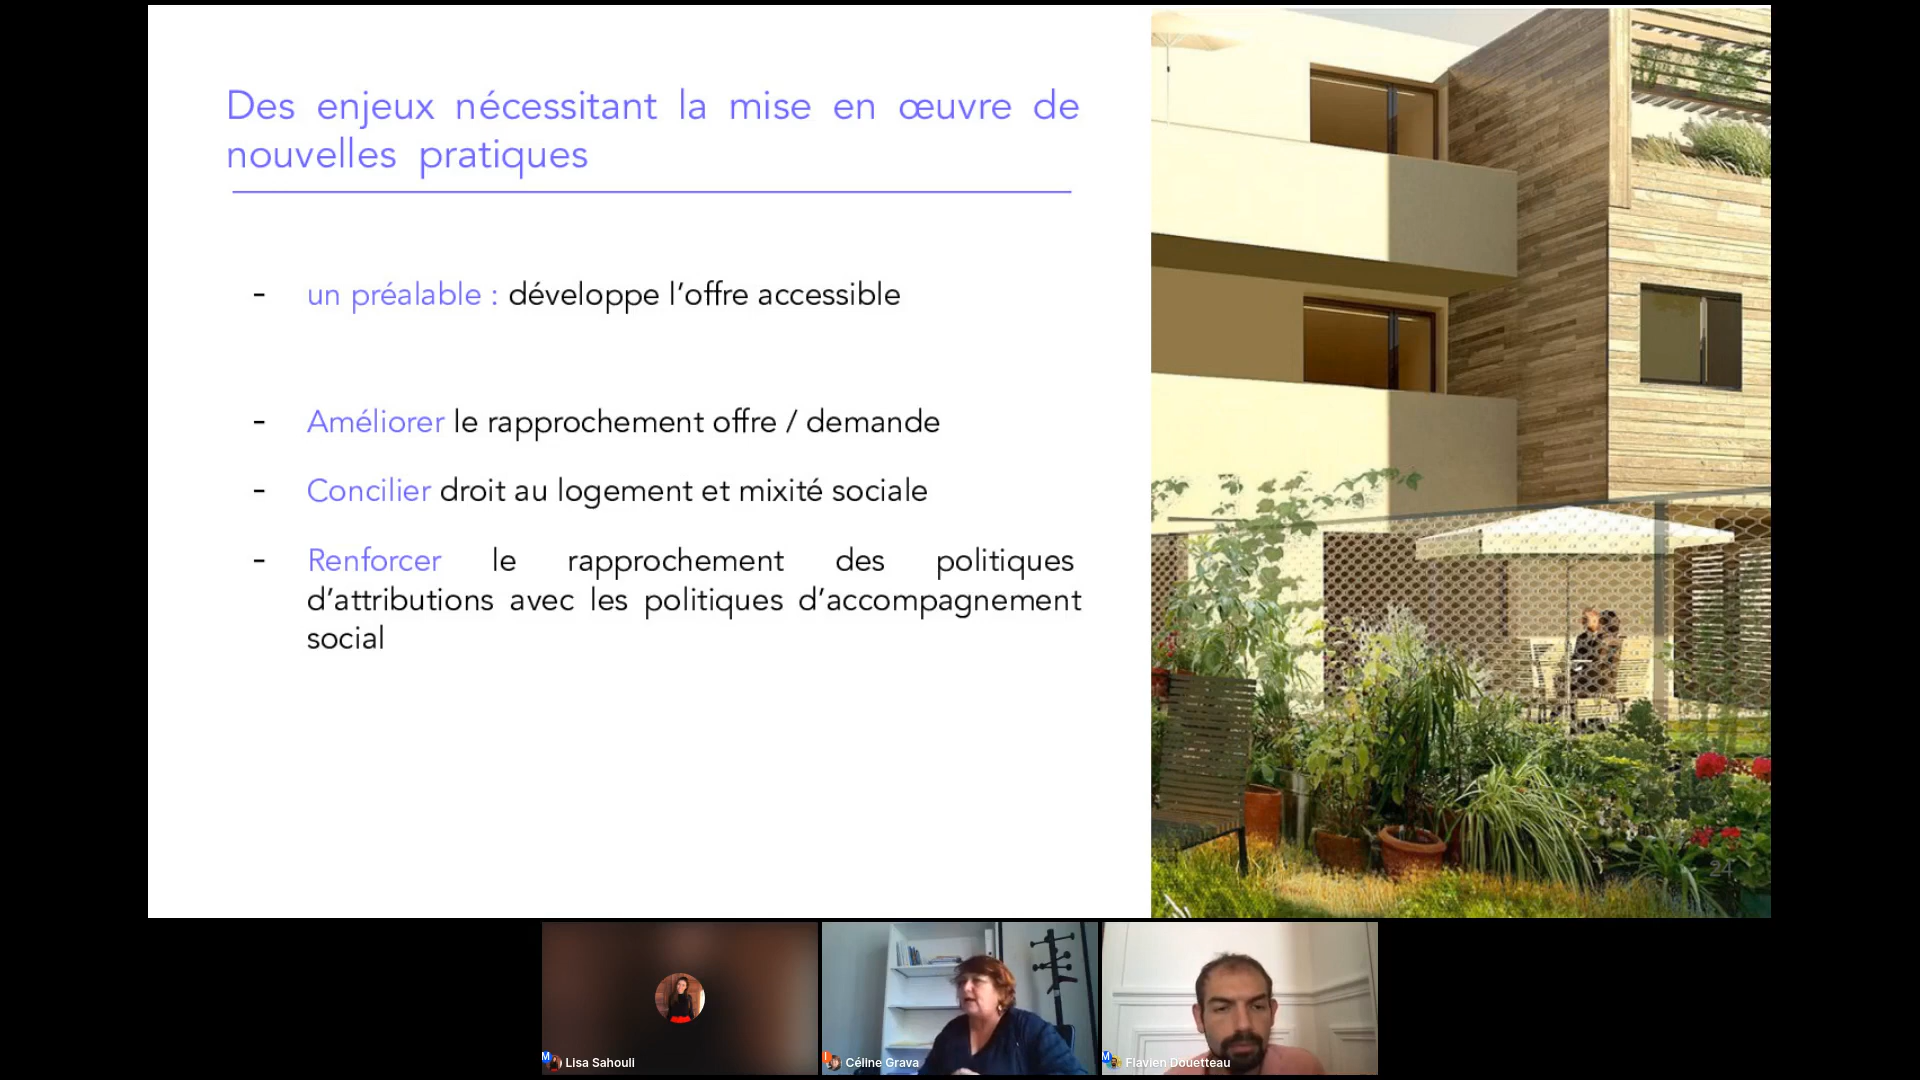 Des enjeux nécessitant la mise en œuvre de
nouvelles pratiques
- un préalable : développe l’offre accessible
- Améliorer le rapprochement offre / demande
- Concilier droit au logement et mixité sociale
- Renforcer le rapprochement des politiques
d’attributions avec les politiques d’accompagnement
social
24
M Lisa Sahouli
Céline Grava
M Flavien Douetteau